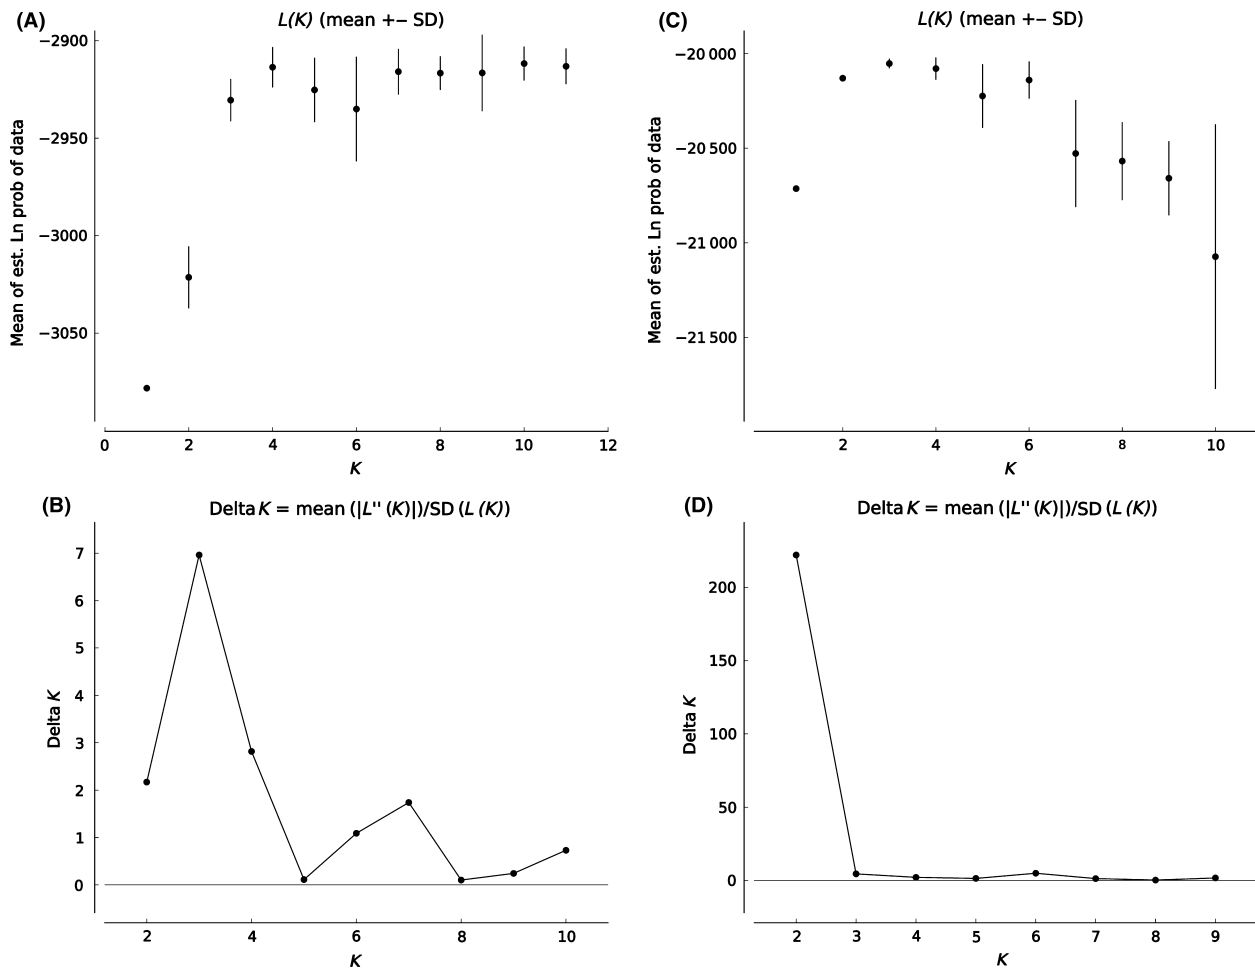 (A)
L(K) (mean +− SD)
Mean of est. Ln prob of data
−2900
−2950
−3000
−3050
0 2 4 6 8 10 12
K
(C)
L(K) (mean +− SD)
Mean of est. Ln prob of data
−20 000
−20 500
−21 000
−21 500
2 4 6 8 10
K
(B)
Delta K = mean (|L'' (K)|)/SD (L (K))
Delta K
7
6
5
4
3
2
1
0
2 4 6 8 10
K
(D)
Delta K = mean (|L'' (K)|)/SD (L (K))
Delta K
200
150
100
50
0
2 3 4 5 6 7 8 9
K